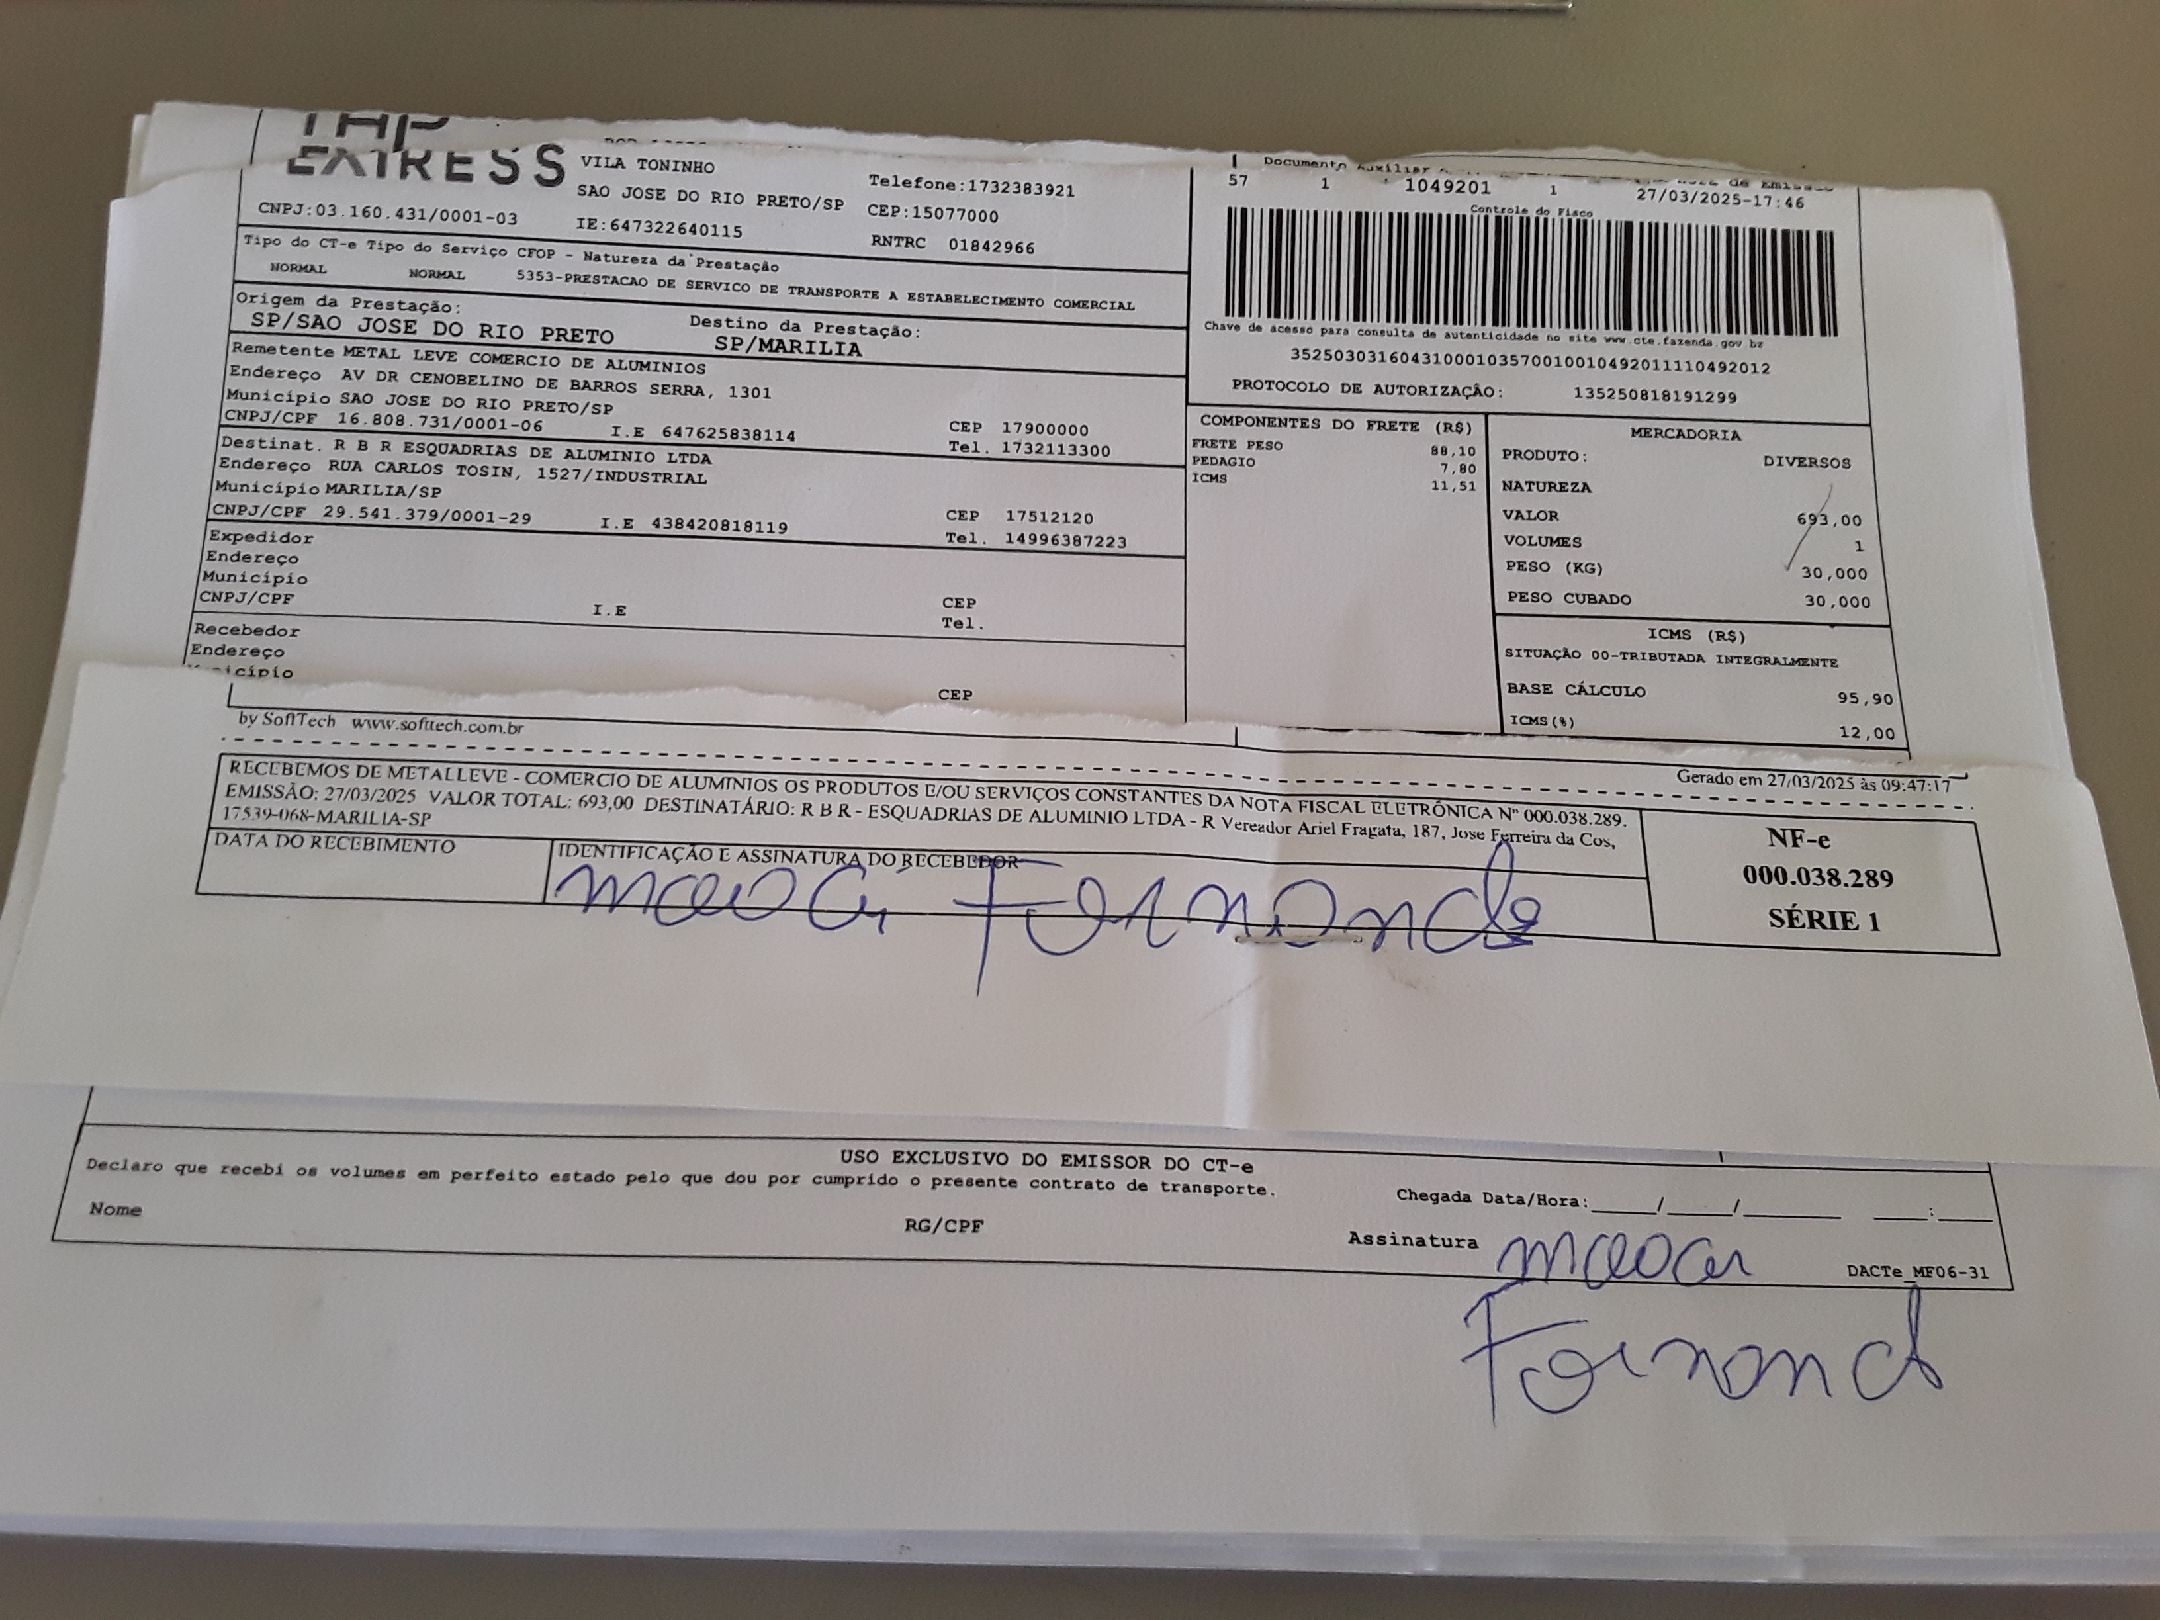 EXPRESS
VILA TONINHO
Telefone:1732383921
SAO JOSE DO RIO PRETO/SP CEP:15077000
CNPJ:03.160.431/0001-03 IE:647322640115 RNTRC 01842966
Tipo do CT-e Tipo do Serviço CFOP - Natureza da Prestação
NORMAL NORMAL 5353-PRESTACAO DE SERVICO DE TRANSPORTE A ESTABELECIMENTO COMERCIAL
Origem da Prestação: Destino da Prestação:
SP/SAO JOSE DO RIO PRETO SP/MARILIA
Remetente METAL LEVE COMERCIO DE ALUMINIOS
Endereço AV DR CENOBELINO DE BARROS SERRA, 1301
Município SAO JOSE DO RIO PRETO/SP CEP 17900000
CNPJ/CPF 16.808.731/0001-06 I.E 647625838114 Tel. 1732113300
Destinat. R B R ESQUADRIAS DE ALUMINIO LTDA
Endereço RUA CARLOS TOSIN, 1527/INDUSTRIAL
Município MARILIA/SP CEP 17512120
CNPJ/CPF 29.541.379/0001-29 I.E 438420818119 Tel. 14996387223
Expedidor
Endereço
Município CEP
CNPJ/CPF I.E Tel.
Recebedor
Endereço
Município CEP
Documento Auxiliar de Emissão
57 1 1049201 1 27/03/2025-17:46
Controle do Fisco
Chave de acesso para consulta de autenticidade no site www.cte.fazenda.gov.br
35250303160431000103570010010492011110492012
PROTOCOLO DE AUTORIZAÇÃO: 135250818191299
COMPONENTES DO FRETE (R$)
FRETE PESO 88,10
PEDAGIO 7,80
ICMS 11,51
MERCADORIA
PRODUTO: DIVERSOS
NATUREZA
VALOR 693,00
VOLUMES 1
PESO (KG) 30,000
PESO CUBADO 30,000
ICMS (R$)
SITUAÇÃO 00-TRIBUTADA INTEGRALMENTE
BASE CÁLCULO 95,90
ICMS(%) 12,00
by SoftTech www.softtech.com.br
Gerado em 27/03/2025 às 09:47:17
RECEBEMOS DE METALLEVE - COMERCIO DE ALUMINIOS OS PRODUTOS E/OU SERVIÇOS CONSTANTES DA NOTA FISCAL ELETRÔNICA Nº 000.038.289.
EMISSÃO: 27/03/2025 VALOR TOTAL: 693,00 DESTINATÁRIO: R B R - ESQUADRIAS DE ALUMINIO LTDA - R Vereador Ariel Fragata, 187, Jose Ferreira da Cos,
17539-068-MARILIA-SP
DATA DO RECEBIMENTO
IDENTIFICAÇÃO E ASSINATURA DO RECEBEDOR
NF-e
000.038.289
SÉRIE 1
USO EXCLUSIVO DO EMISSOR DO CT-e
Declaro que recebi os volumes em perfeito estado pelo que dou por cumprido o presente contrato de transporte.
Chegada Data/Hora:____/____/______ ___:___
Nome RG/CPF Assinatura
DACTe_MF06-31